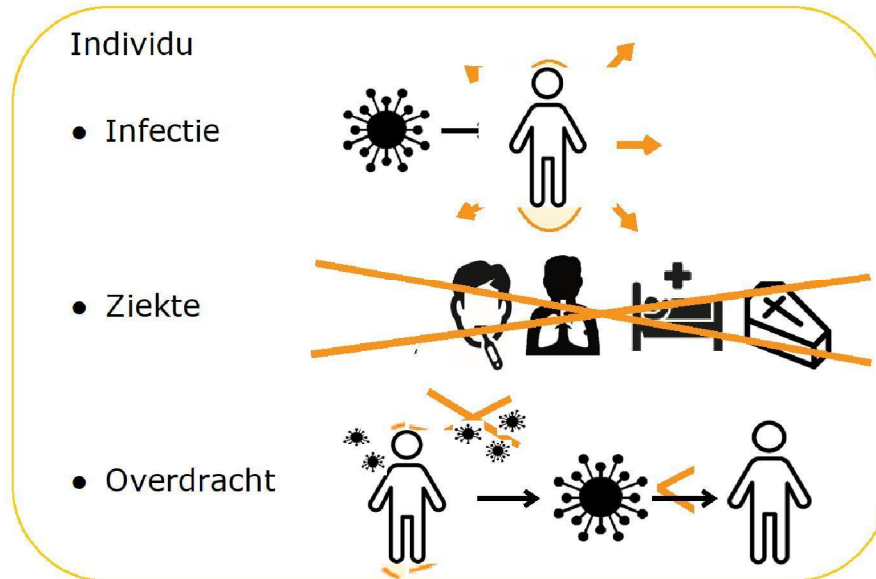 Individu
● Infectie
● Ziekte
● Overdracht